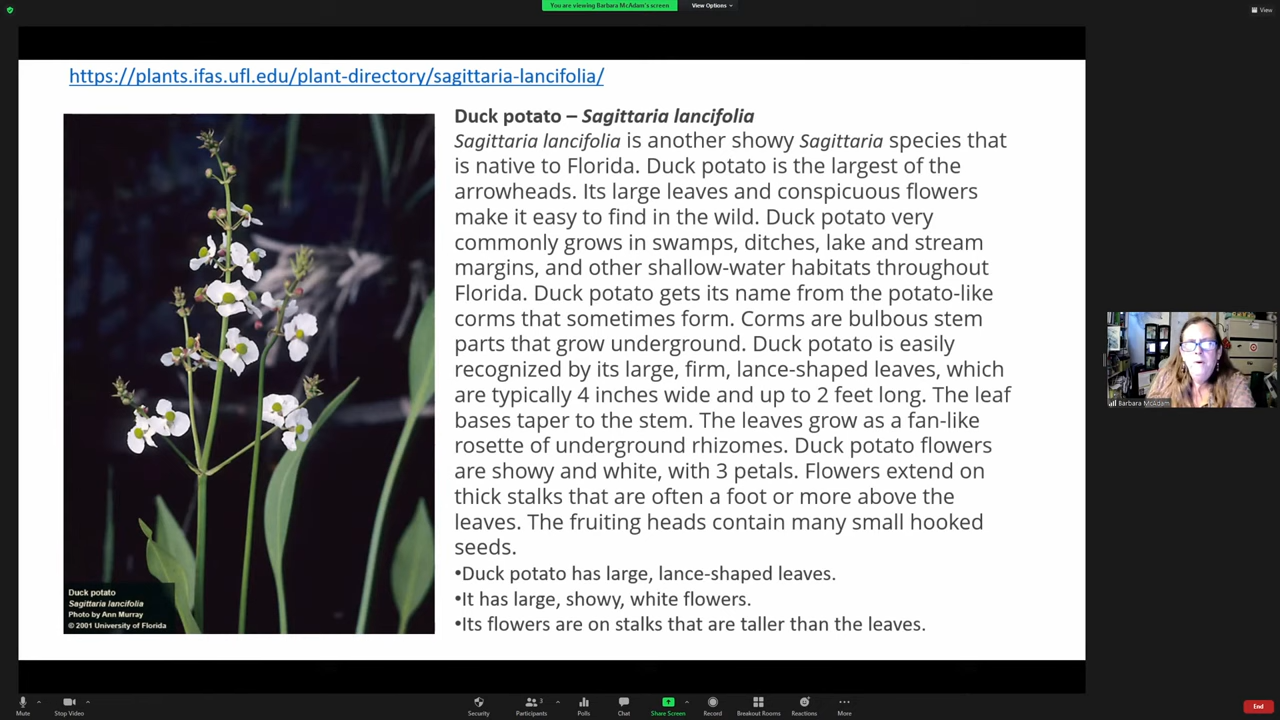 You are viewing Barbara McAdam's screen
View Options
View
https://plants.ifas.ufl.edu/plant-directory/sagittaria-lancifolia/
Duck potato – Sagittaria lancifolia
Sagittaria lancifolia is another showy Sagittaria species that
is native to Florida. Duck potato is the largest of the
arrowheads. Its large leaves and conspicuous flowers
make it easy to find in the wild. Duck potato very
commonly grows in swamps, ditches, lake and stream
margins, and other shallow-water habitats throughout
Florida. Duck potato gets its name from the potato-like
corms that sometimes form. Corms are bulbous stem
parts that grow underground. Duck potato is easily
recognized by its large, firm, lance-shaped leaves, which
are typically 4 inches wide and up to 2 feet long. The leaf
bases taper to the stem. The leaves grow as a fan-like
rosette of underground rhizomes. Duck potato flowers
are showy and white, with 3 petals. Flowers extend on
thick stalks that are often a foot or more above the
leaves. The fruiting heads contain many small hooked
seeds.
•Duck potato has large, lance-shaped leaves.
•It has large, showy, white flowers.
•Its flowers are on stalks that are taller than the leaves.
Duck potato
Sagittaria lancifolia
Photo by Ann Murray
© 2001 University of Florida
Barbara McAdam
Mute
Stop Video
Security
Participants
3
Polls
Chat
Share Screen
Record
Breakout Rooms
Reactions
More
End